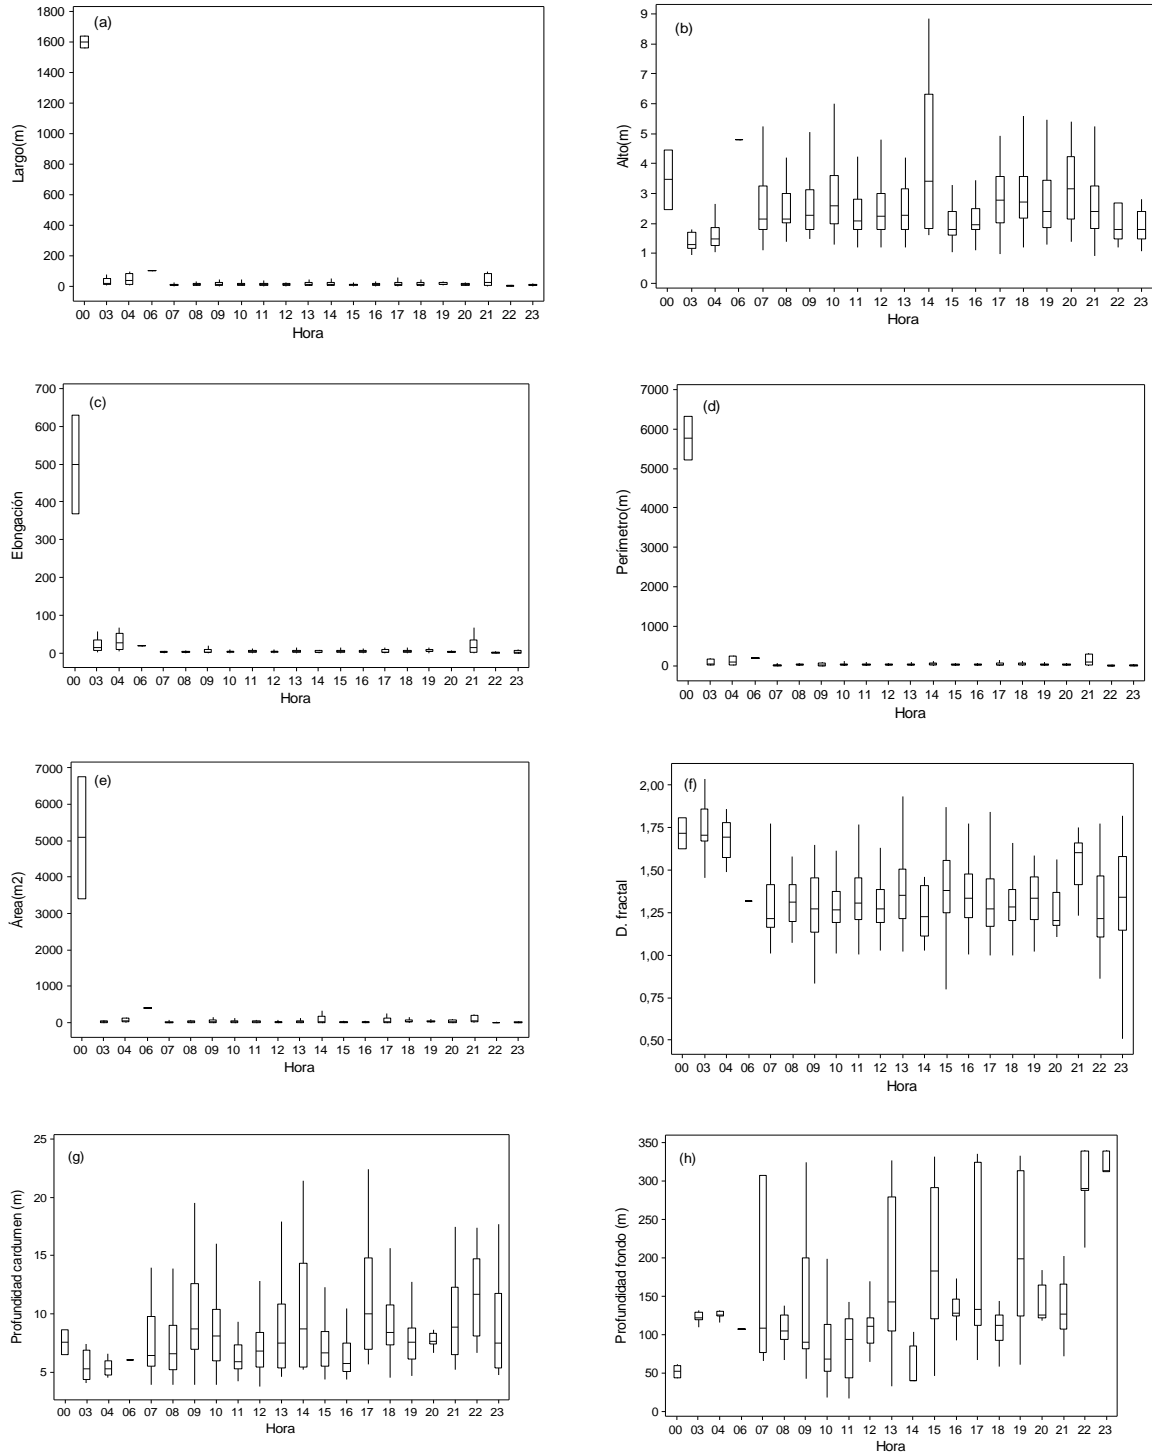 (a)
Largo(m)
1800
1600
1400
1200
1000
800
600
400
200
0
00 03 04 06 07 08 09 10 11 12 13 14 15 16 17 18 19 20 21 22 23
Hora
(b)
Alto(m)
9
8
7
6
5
4
3
2
1
0
00 03 04 06 07 08 09 10 11 12 13 14 15 16 17 18 19 20 21 22 23
Hora
(c)
Elongación
700
600
500
400
300
200
100
0
00 03 04 06 07 08 09 10 11 12 13 14 15 16 17 18 19 20 21 22 23
Hora
(d)
Perímetro(m)
7000
6000
5000
4000
3000
2000
1000
0
00 03 04 06 07 08 09 10 11 12 13 14 15 16 17 18 19 20 21 22 23
Hora
(e)
Área(m2)
7000
6000
5000
4000
3000
2000
1000
0
00 03 04 06 07 08 09 10 11 12 13 14 15 16 17 18 19 20 21 22 23
Hora
(f)
D. fractal
2,00
1,75
1,50
1,25
1,00
0,75
0,50
00 03 04 06 07 08 09 10 11 12 13 14 15 16 17 18 19 20 21 22 23
Hora
(g)
Profundidad cardumen (m)
25
20
15
10
5
00 03 04 06 07 08 09 10 11 12 13 14 15 16 17 18 19 20 21 22 23
Hora
(h)
Profundidad fondo (m)
350
300
250
200
150
100
50
0
00 03 04 06 07 08 09 10 11 12 13 14 15 16 17 18 19 20 21 22 23
Hora